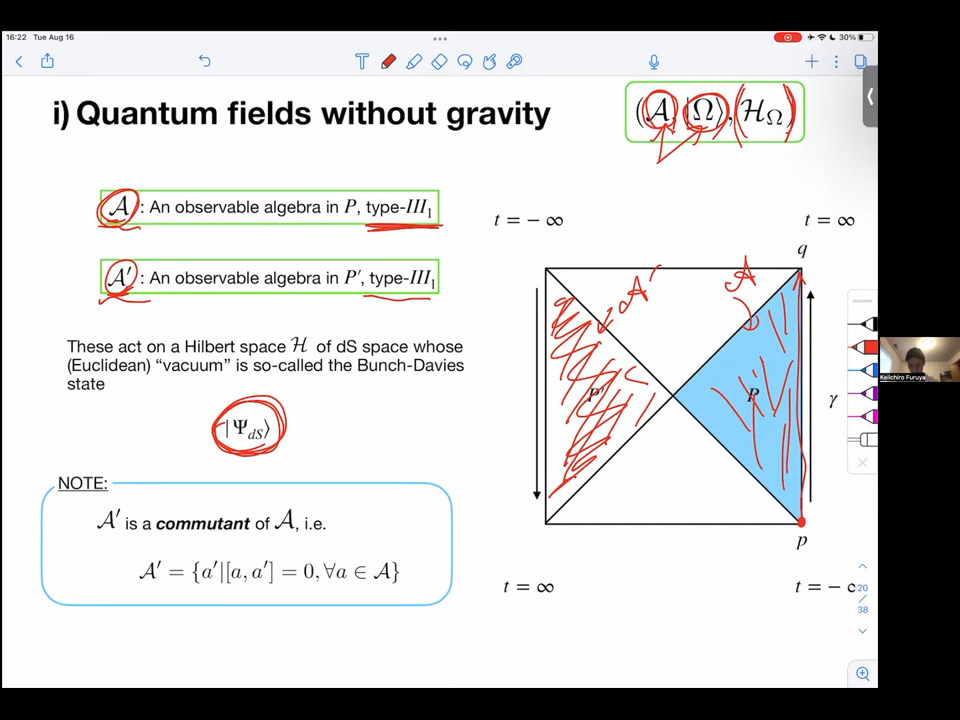 16:22 Tue Aug 16
30%
i) Quantum fields without gravity
(𝒜, |Ω⟩, ℋ_Ω)
𝒜 : An observable algebra in P, type-III₁
𝒜′ : An observable algebra in P′, type-III₁
These act on a Hilbert space ℋ of dS space whose
(Euclidean) “vacuum” is so-called the Bunch-Davies
state
|Ψ_dS⟩
NOTE:
𝒜′ is a commutant of 𝒜, i.e.
𝒜′ = {a′|[a, a′] = 0, ∀a ∈ 𝒜}
t = − ∞
t = ∞
q
𝒜′
𝒜
P′
P
γ
p
t = ∞
t = −
20
/
38
Keiichiro Furuya